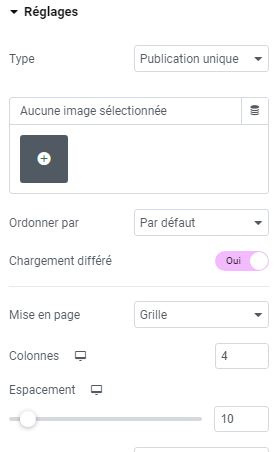 Réglages
Type Publication unique
Aucune image sélectionnée
Ordonner par Par défaut
Chargement différé Oui
Mise en page Grille
Colonnes 4
Espacement
10